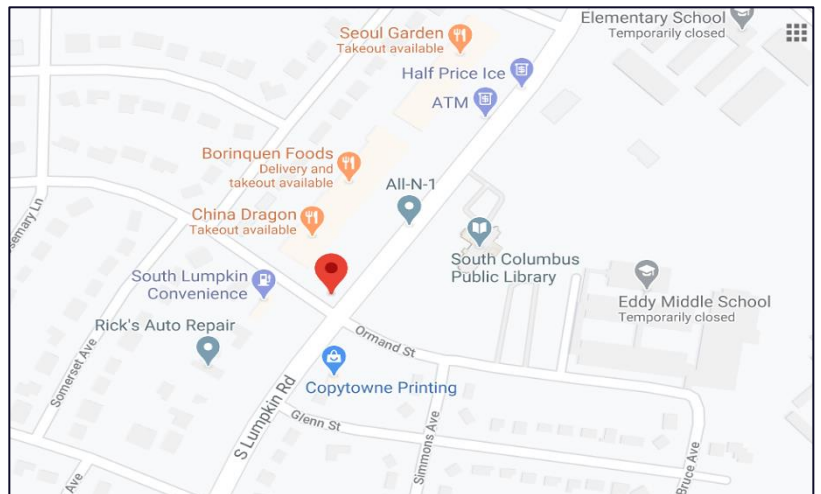 Elementary School
Temporarily closed
Seoul Garden
Takeout available
Half Price Ice
ATM
Borinquen Foods
Delivery and
takeout available
All-N-1
China Dragon
Takeout available
South Columbus
Public Library
South Lumpkin
Convenience
Eddy Middle School
Temporarily closed
Rick's Auto Repair
Ormand St
Copytowne Printing
Somerset Ave
S Lumpkin Rd
Glenn St
Simmons Ave
Bruce Ave
Ave